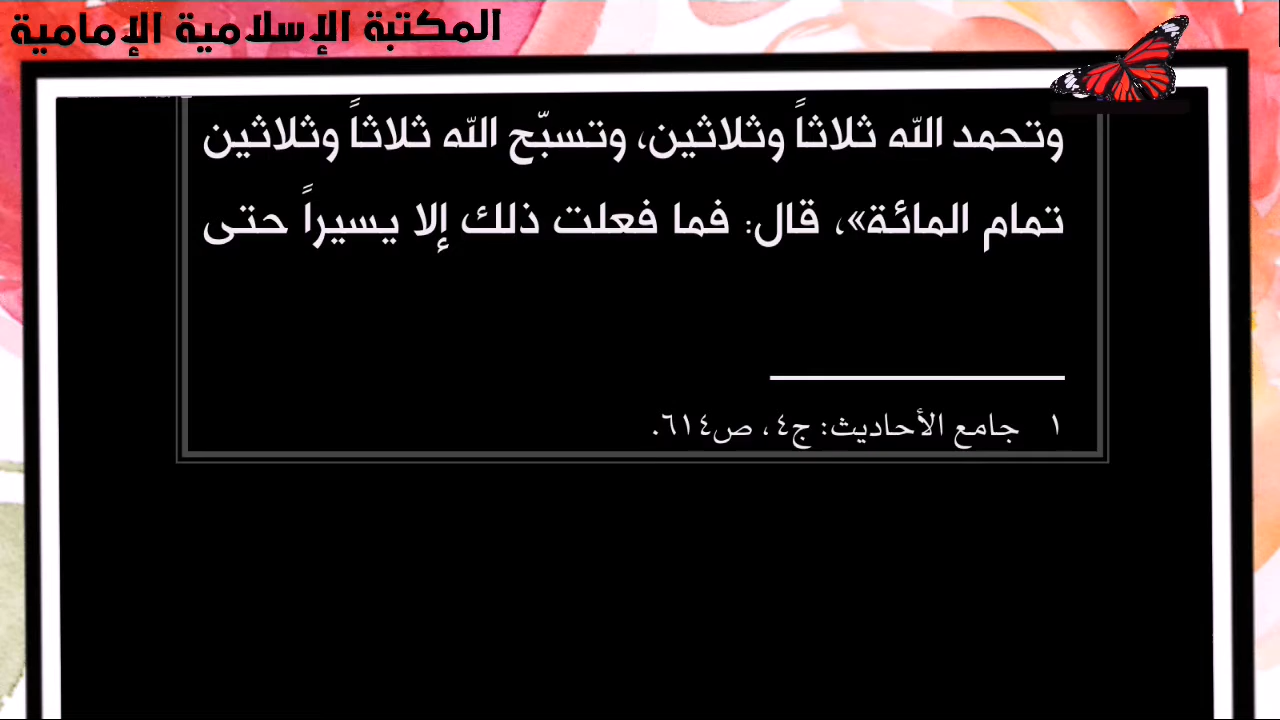 المكتبة الإسلامية الإمامية
وتحمد الله ثلاثاً وثلاثين، وتسبّح الله ثلاثاً وثلاثين
تمام المائة»، قال: فما فعلت ذلك إلا يسيراً حتى
١ جامع الأحاديث: ج٤، ص٦١٤.